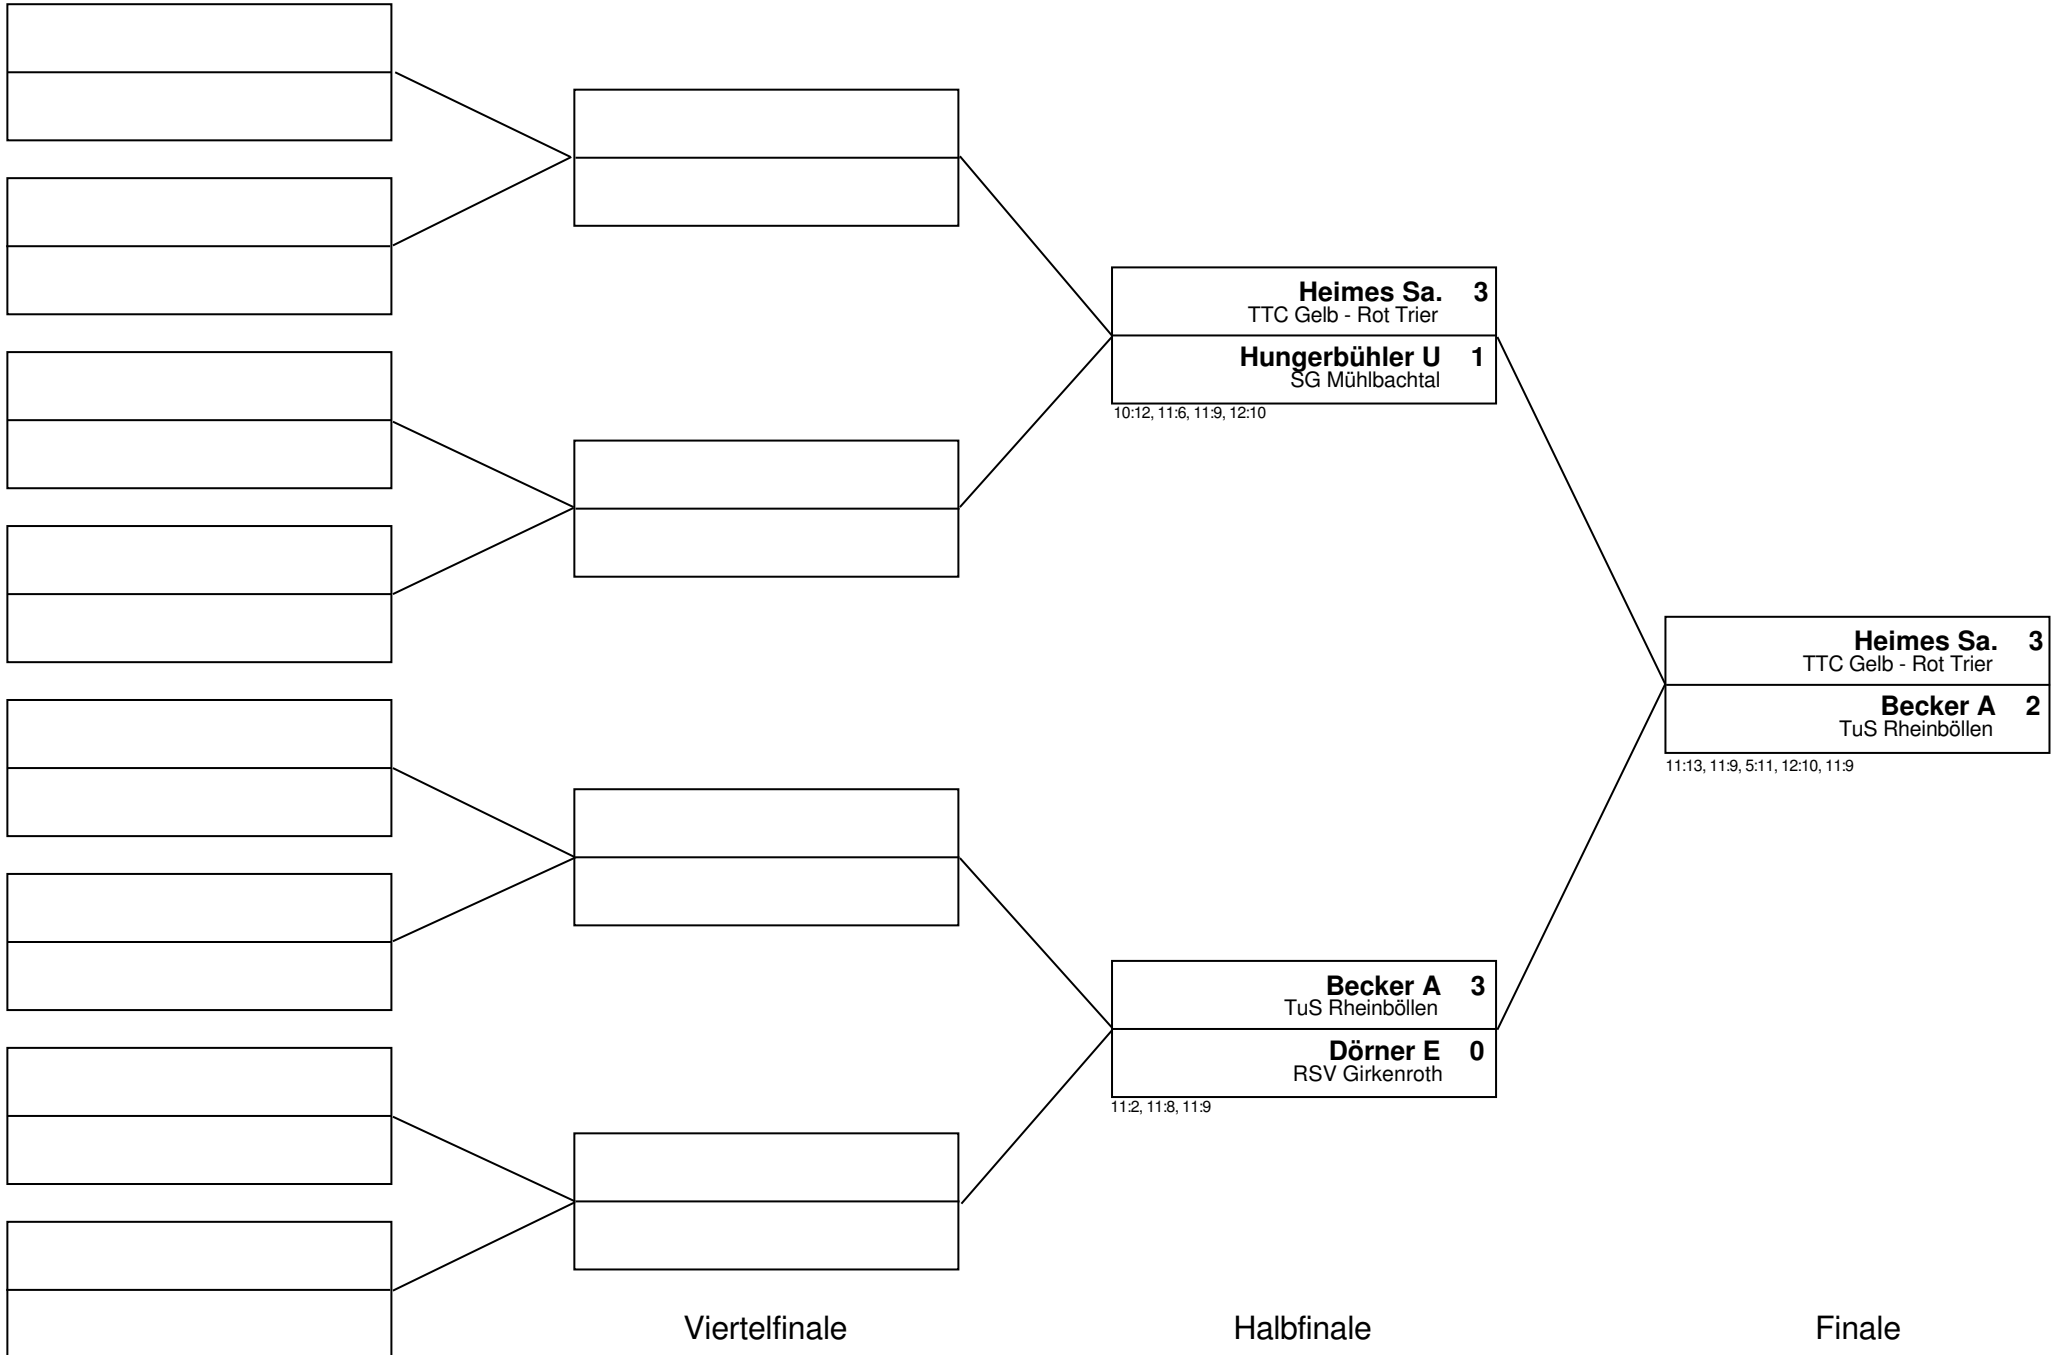 Heimes Sa. 3
TTC Gelb - Rot Trier
Hungerbühler U 1
SG Mühlbachtal
10:12, 11:6, 11:9, 12:10
Heimes Sa. 3
TTC Gelb - Rot Trier
Becker A 2
TuS Rheinböllen
11:13, 11:9, 5:11, 12:10, 11:9
Becker A 3
TuS Rheinböllen
Dörner E 0
RSV Girkenroth
11:2, 11:8, 11:9
Viertelfinale Halbfinale Finale